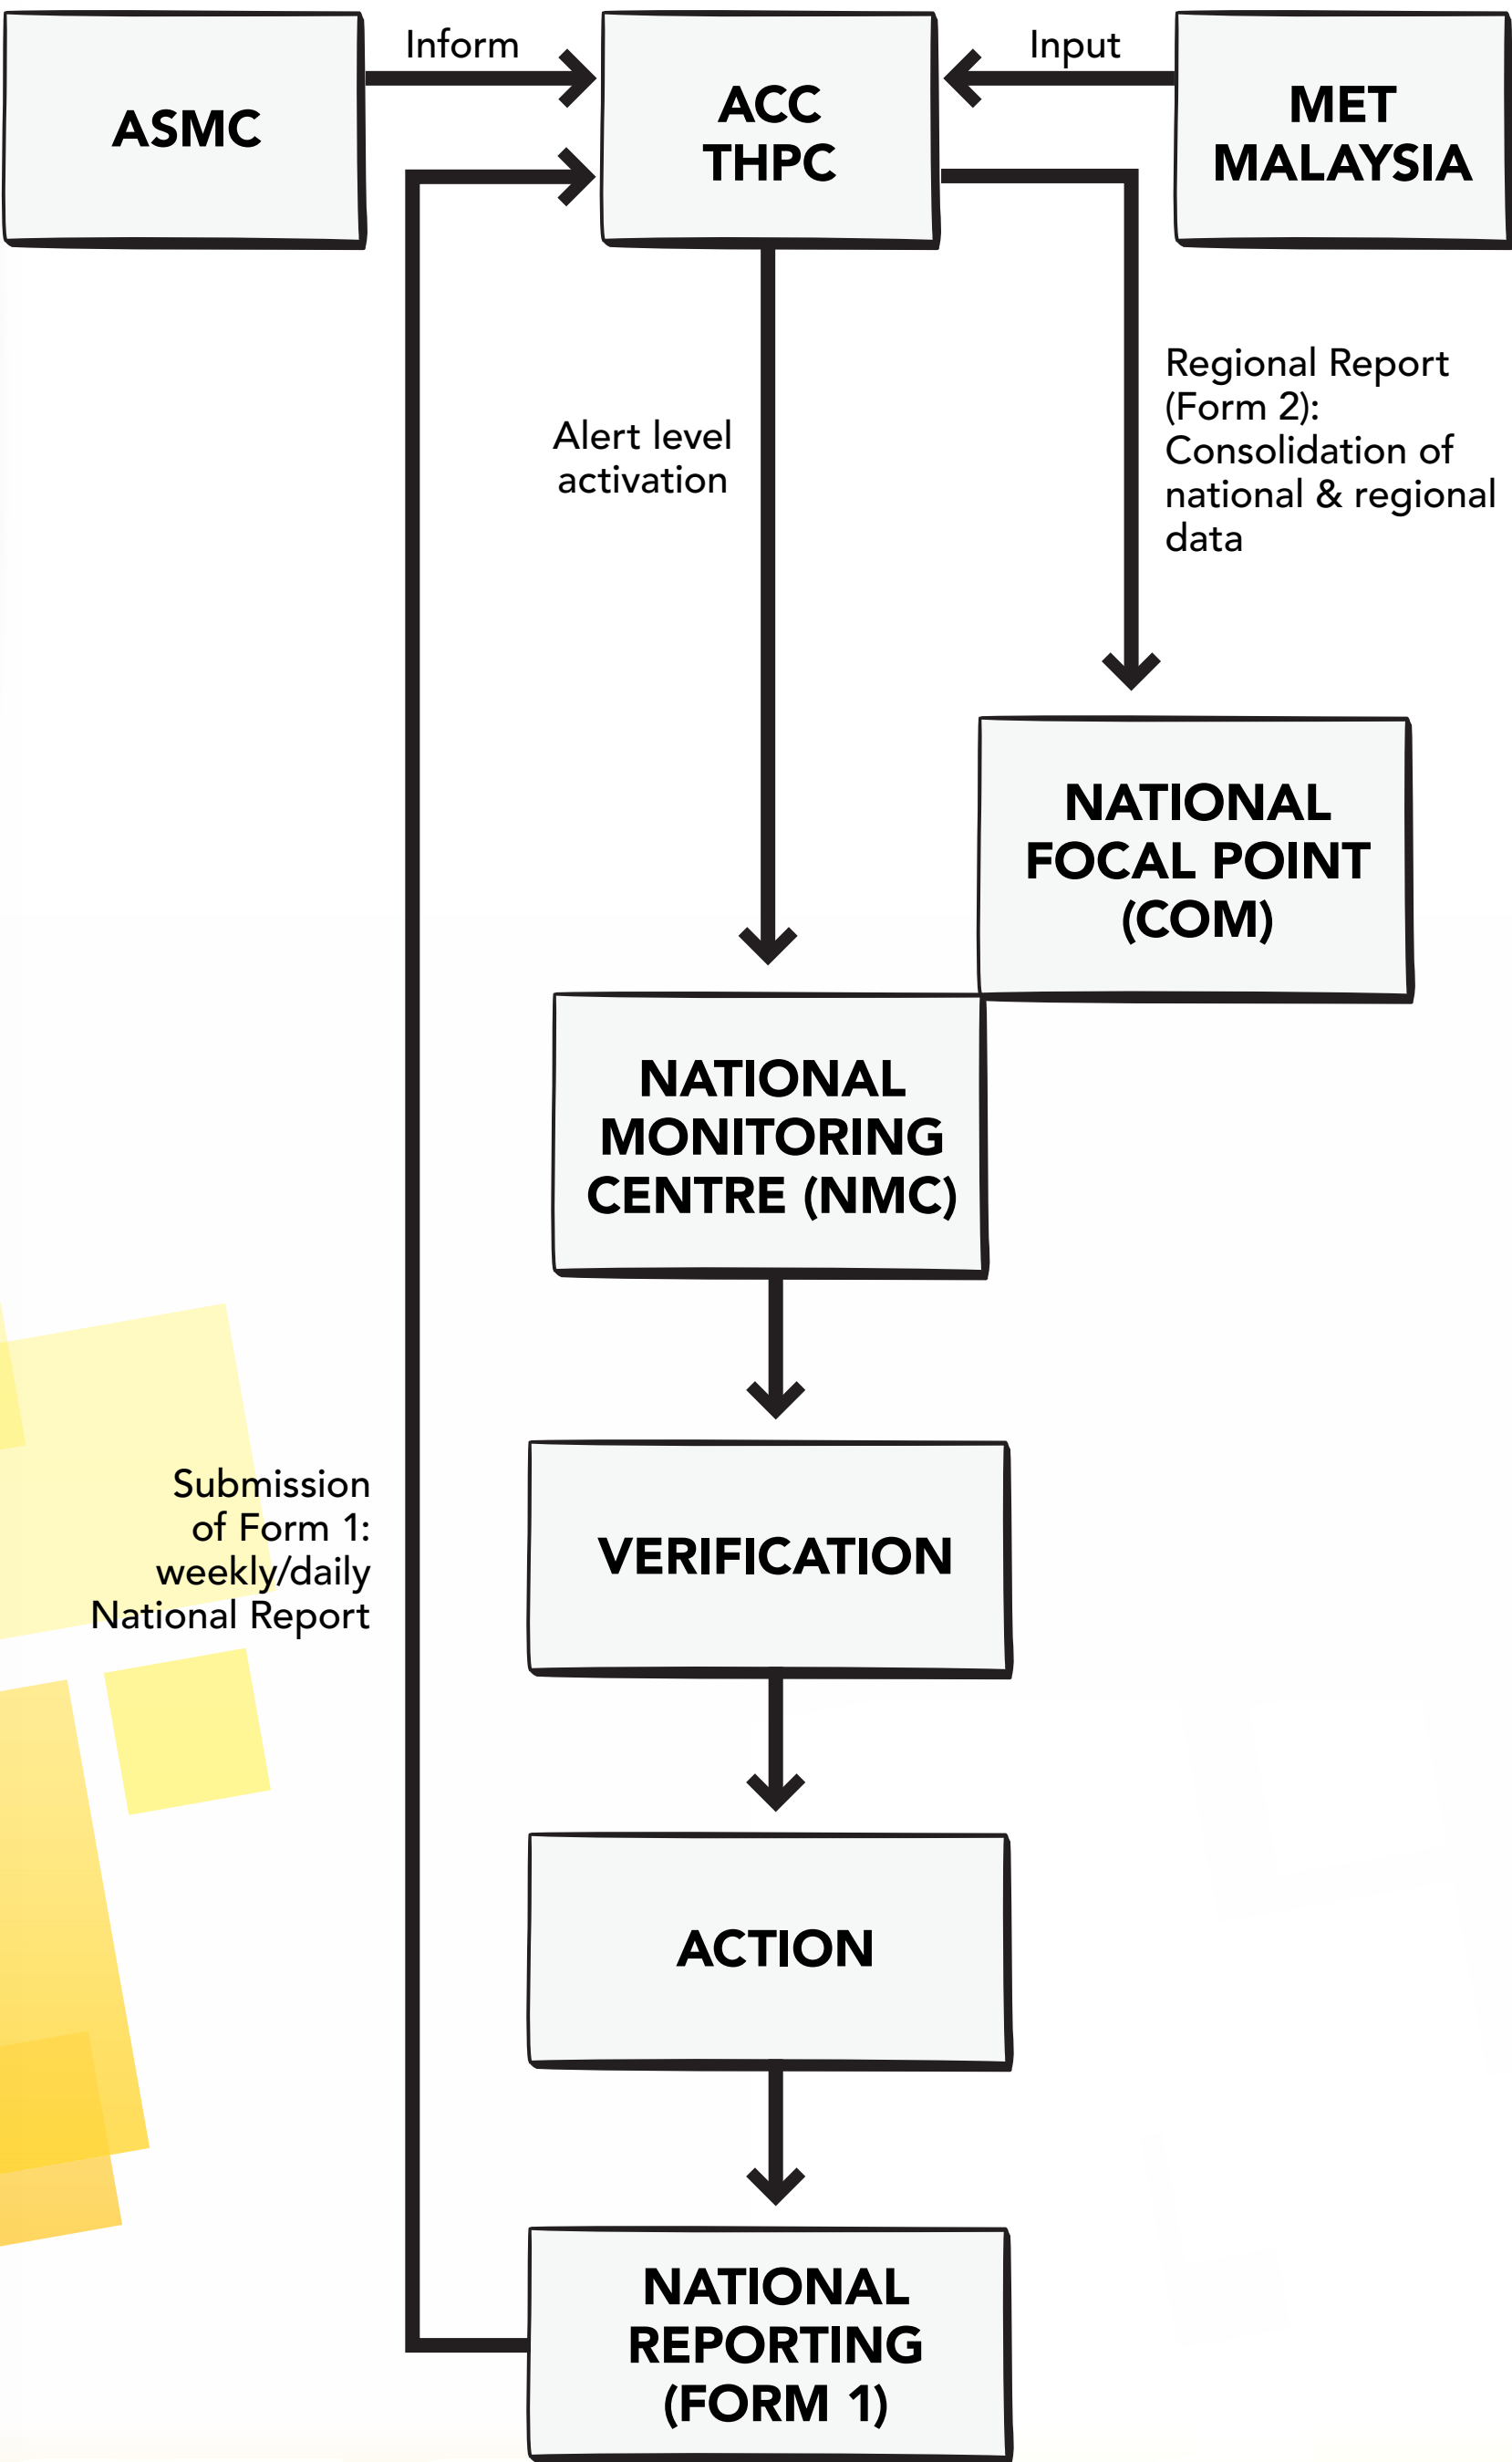 Inform
Input
ASMC
ACC
THPC
MET
MALAYSIA
Alert level
activation
Regional Report
(Form 2):
Consolidation of
national & regional
data
NATIONAL
FOCAL POINT
(COM)
NATIONAL
MONITORING
CENTRE (NMC)
Submission
of Form 1:
weekly/daily
National Report
VERIFICATION
ACTION
NATIONAL
REPORTING
(FORM 1)